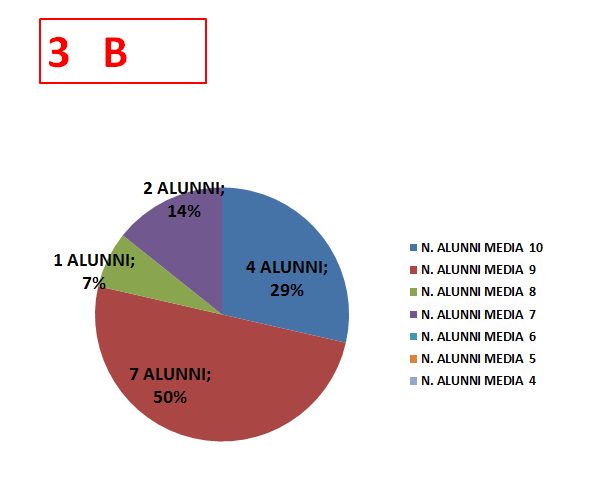 3 B
2 ALUNNI;
14%
1 ALUNNI;
7%
4 ALUNNI;
29%
7 ALUNNI;
50%
N. ALUNNI MEDIA 10
N. ALUNNI MEDIA 9
N. ALUNNI MEDIA 8
N. ALUNNI MEDIA 7
N. ALUNNI MEDIA 6
N. ALUNNI MEDIA 5
N. ALUNNI MEDIA 4